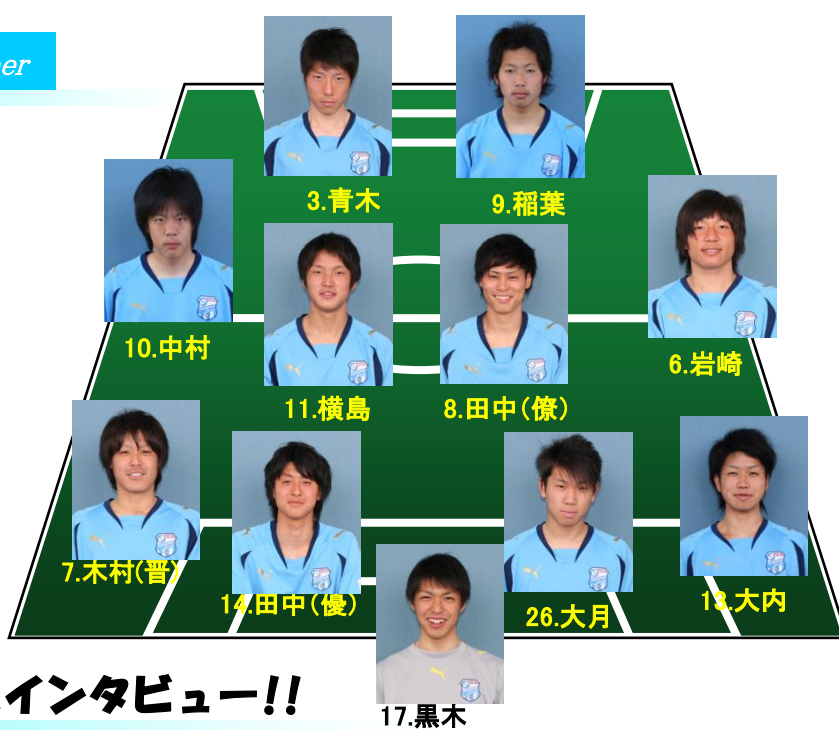 er
3.青木
9.稲葉
10.中村
6.岩崎
11.横島
8.田中（僚）
7.木村(晋)
14.田中（優）
26.大月
13.大内
17.黒木
インタビュー!!